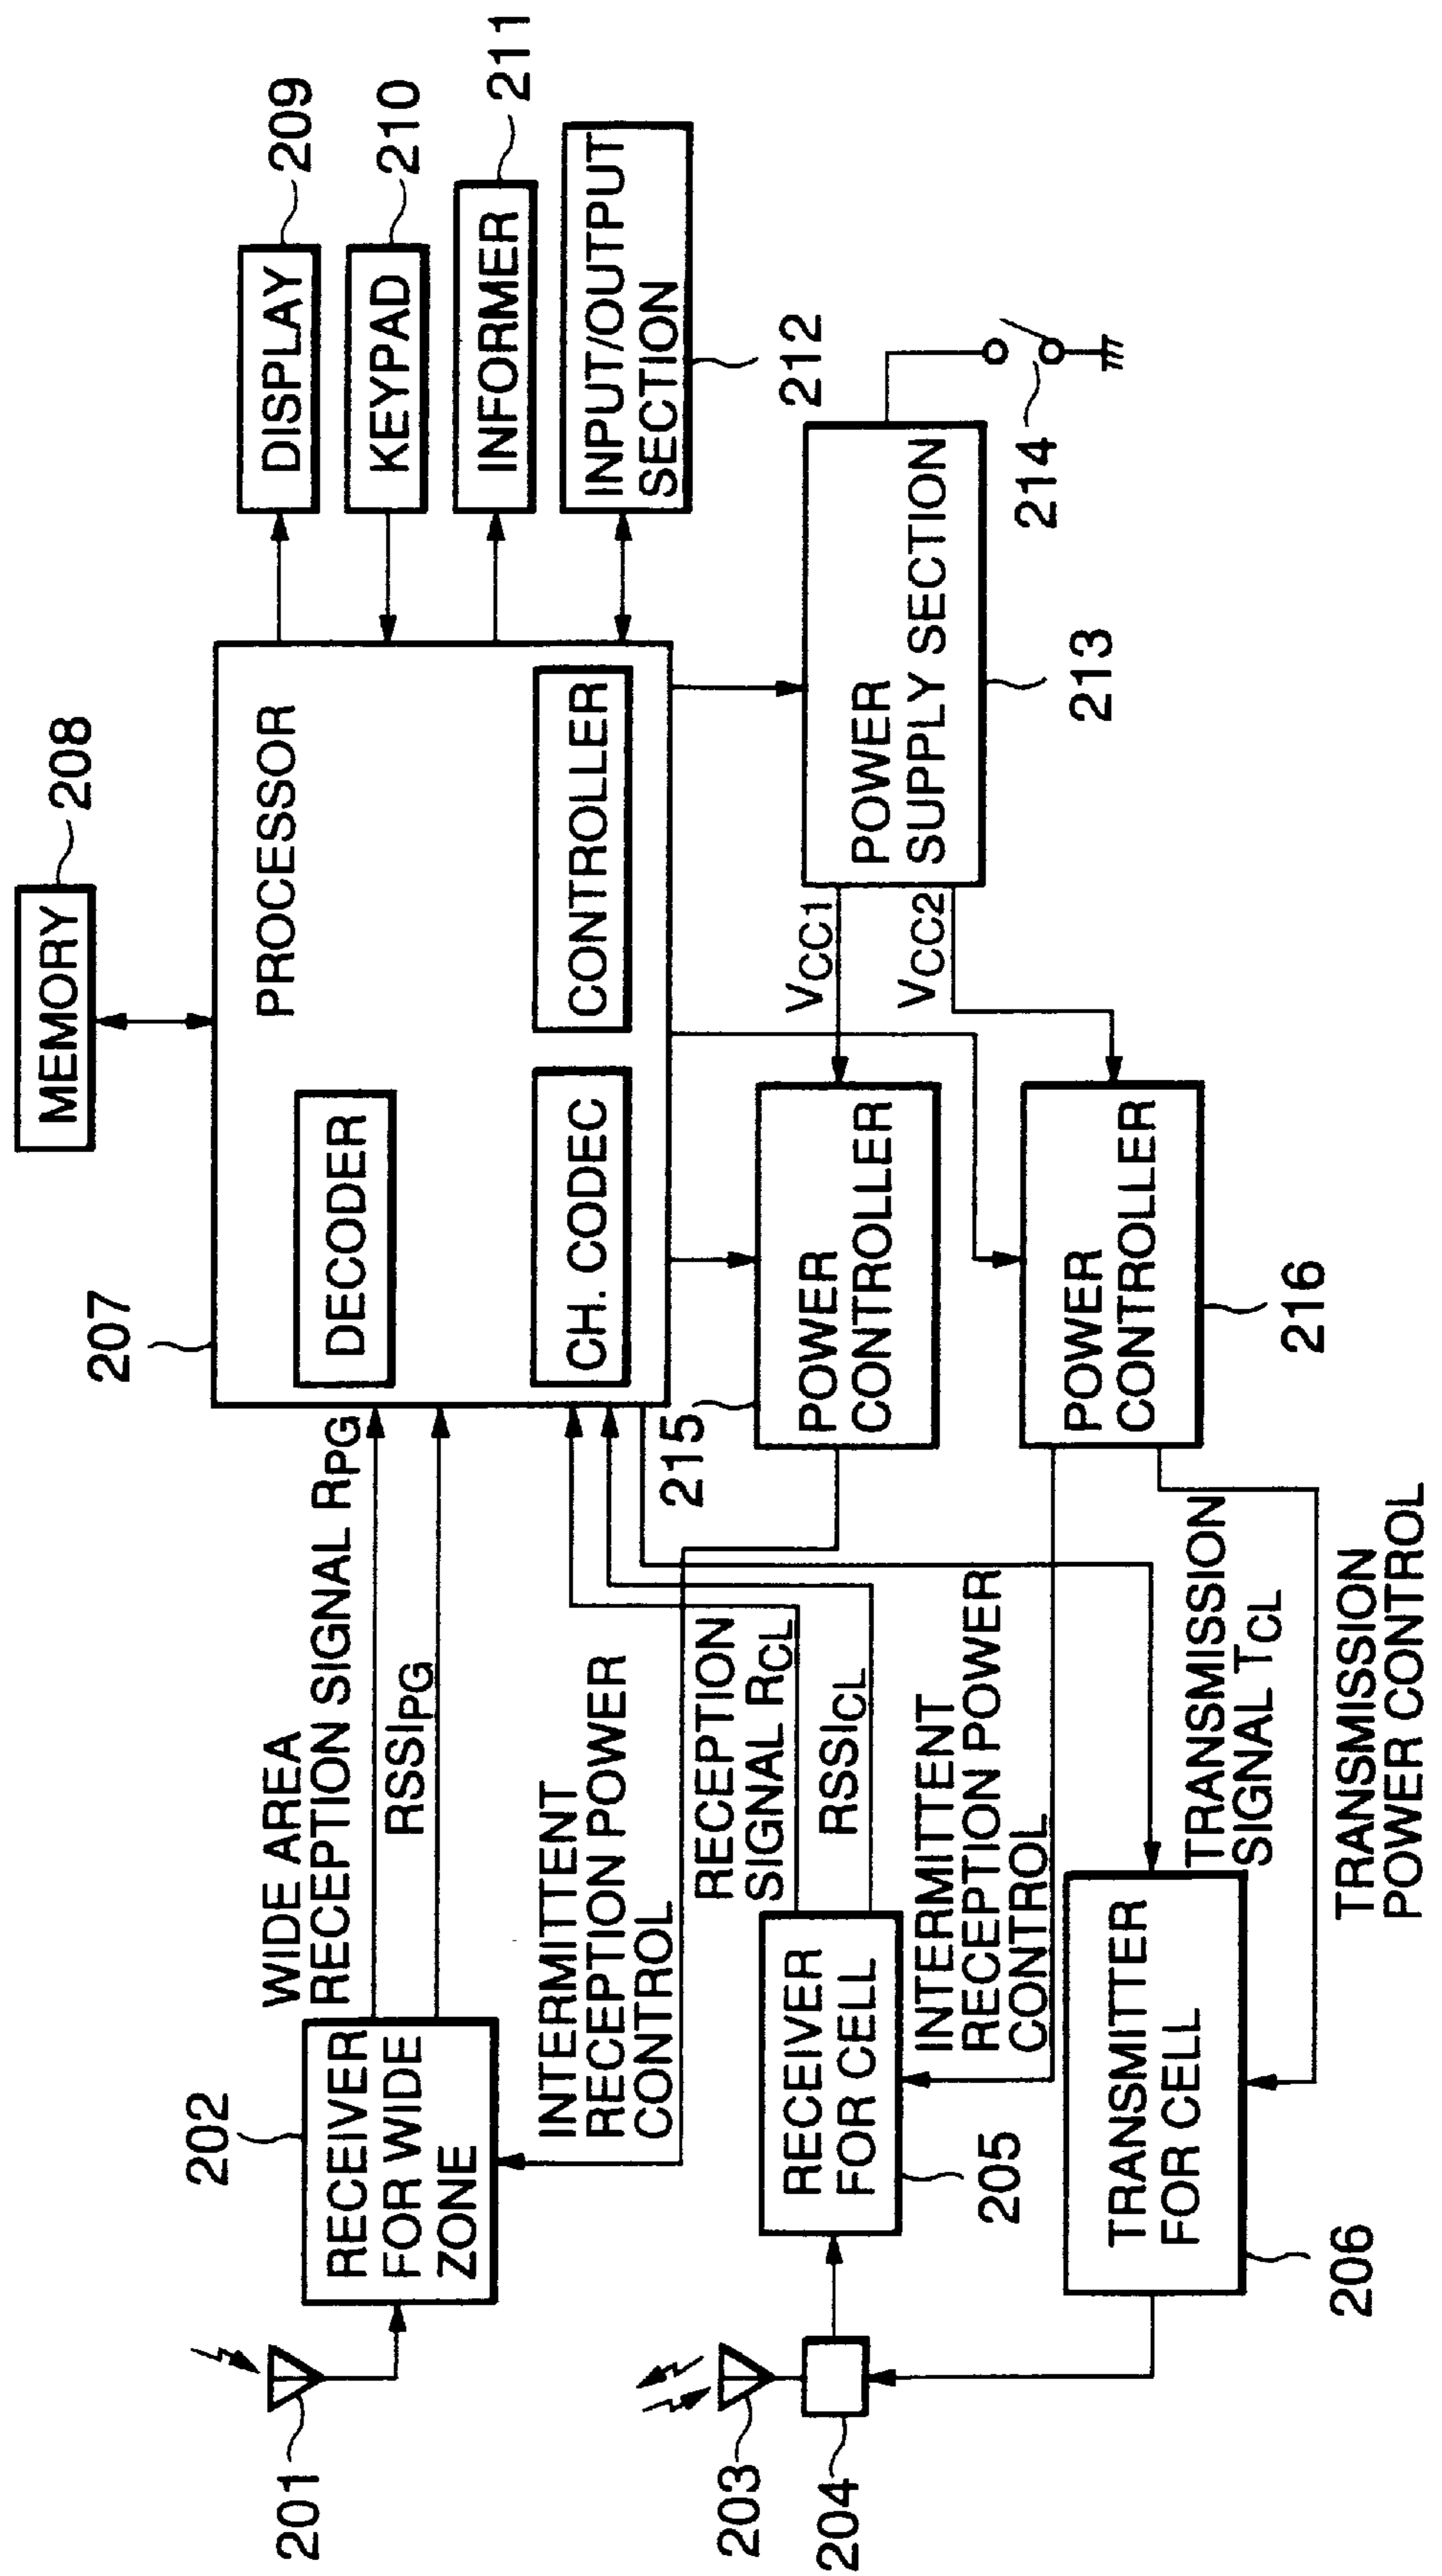 MEMORY
208
207
PROCESSOR
DECODER
CH. CODEC
CONTROLLER
DISPLAY
209
KEYPAD
210
INFORMER
211
INPUT/OUTPUT
SECTION
212
WIDE AREA
RECEPTION SIGNAL RPG
RSSIPG
202
RECEIVER
FOR WIDE
ZONE
201
INTERMITTENT
RECEPTION POWER
CONTROL
RECEPTION
SIGNAL RCL
RSSICL
215
POWER
CONTROLLER
VCC1
VCC2
POWER
SUPPLY SECTION
213
214
203
204
RECEIVER
FOR CELL
205
INTERMITTENT
RECEPTION POWER
CONTROL
POWER
CONTROLLER
216
TRANSMITTER
FOR CELL
206
TRANSMISSION
SIGNAL TCL
TRANSMISSION
POWER CONTROL